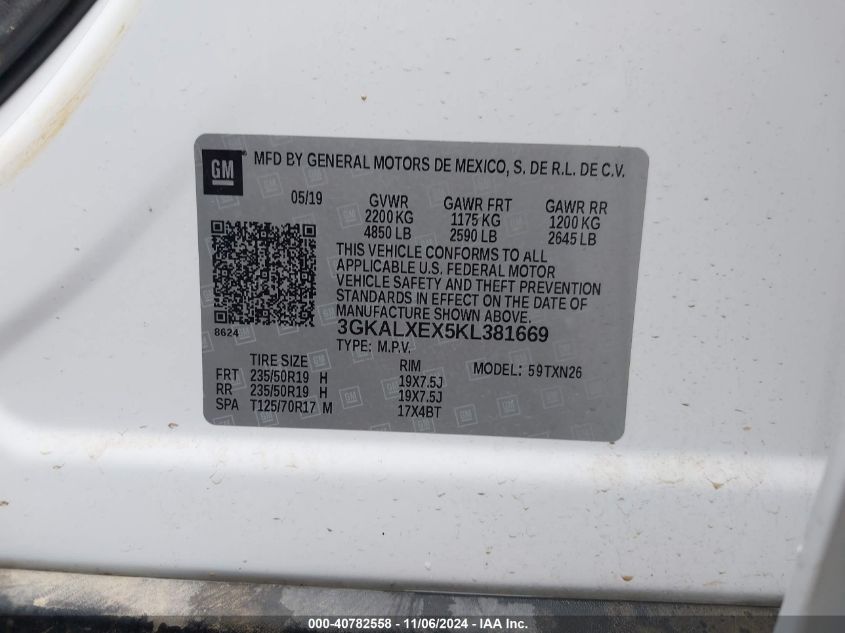 GM
MFD BY GENERAL MOTORS DE MEXICO, S. DE R.L. DE C.V.
05/19 GVWR GAWR FRT GAWR RR
2200 KG 1175 KG 1200 KG
4850 LB 2590 LB 2645 LB
THIS VEHICLE CONFORMS TO ALL
APPLICABLE U.S. FEDERAL MOTOR
VEHICLE SAFETY AND THEFT PREVENTION
STANDARDS IN EFFECT ON THE DATE OF
MANUFACTURE SHOWN ABOVE.
8624
3GKALXEX5KL381669
TYPE: M.P.V.
TIRE SIZE RIM MODEL: 59TXN26
FRT 235/50R19 H 19X7.5J
RR 235/50R19 H 19X7.5J
SPA T125/70R17 M 17X4BT
000-40782558 - 11/06/2024 - IAAI.com